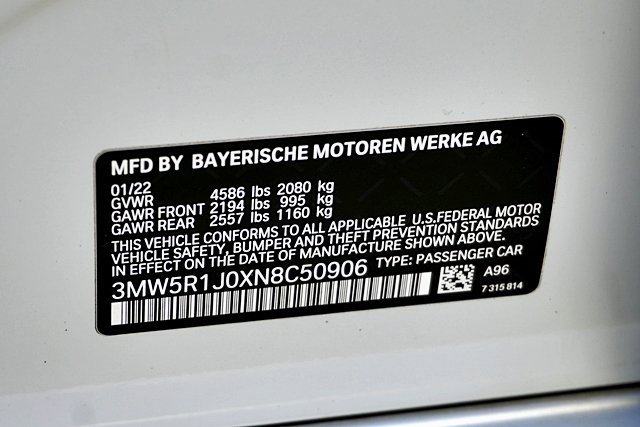 MFD BY BAYERISCHE MOTOREN WERKE AG
01/22
GVWR 4586 lbs 2080 kg
GAWR FRONT 2194 lbs 995 kg
GAWR REAR 2557 lbs 1160 kg
THIS VEHICLE CONFORMS TO ALL APPLICABLE U.S.FEDERAL MOTOR
VEHICLE SAFETY, BUMPER AND THEFT PREVENTION STANDARDS
IN EFFECT ON THE DATE OF MANUFACTURE SHOWN ABOVE.
3MW5R1J0XN8C50906 TYPE: PASSENGER CAR
A96
7 315 814